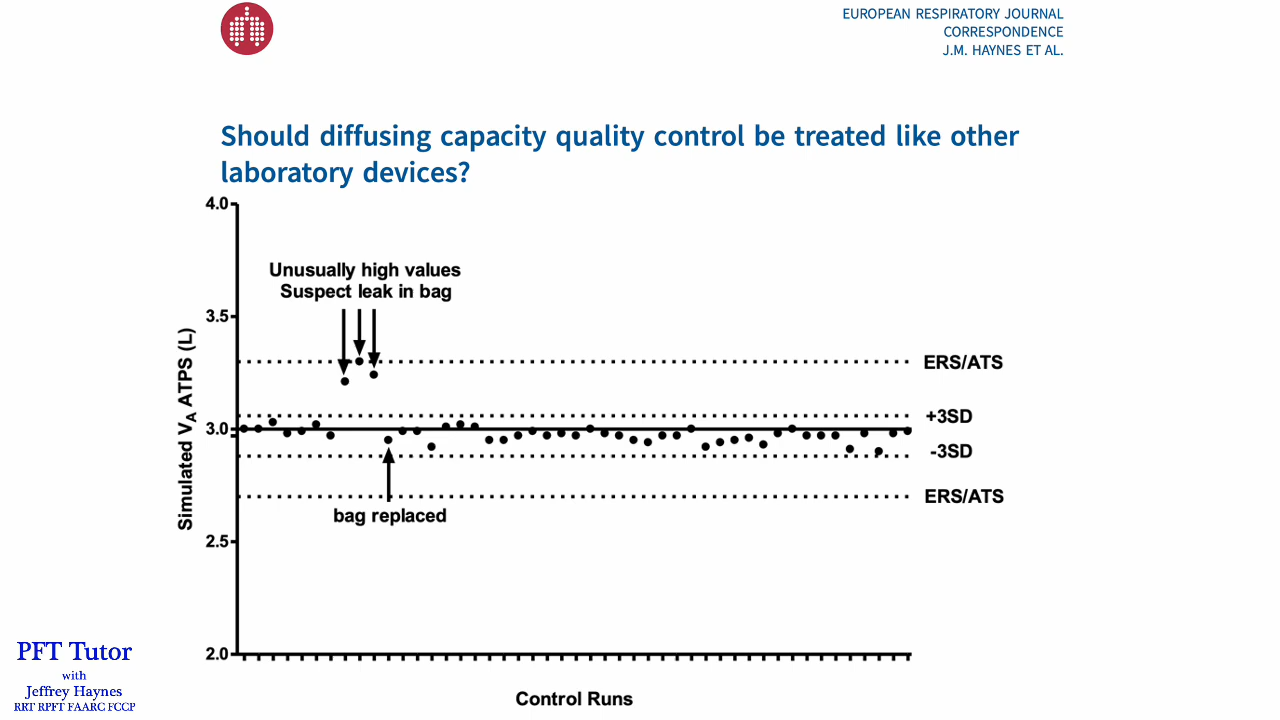 EUROPEAN RESPIRATORY JOURNAL
CORRESPONDENCE
J.M. HAYNES ET AL.
Should diffusing capacity quality control be treated like other
laboratory devices?
4.0
Unusually high values
Suspect leak in bag
3.5
ERS/ATS
+3SD
3.0
-3SD
ERS/ATS
bag replaced
2.5
2.0
Simulated VA ATPS (L)
Control Runs
PFT Tutor
with
Jeffrey Haynes
RRT RPFT FAARC FCCP